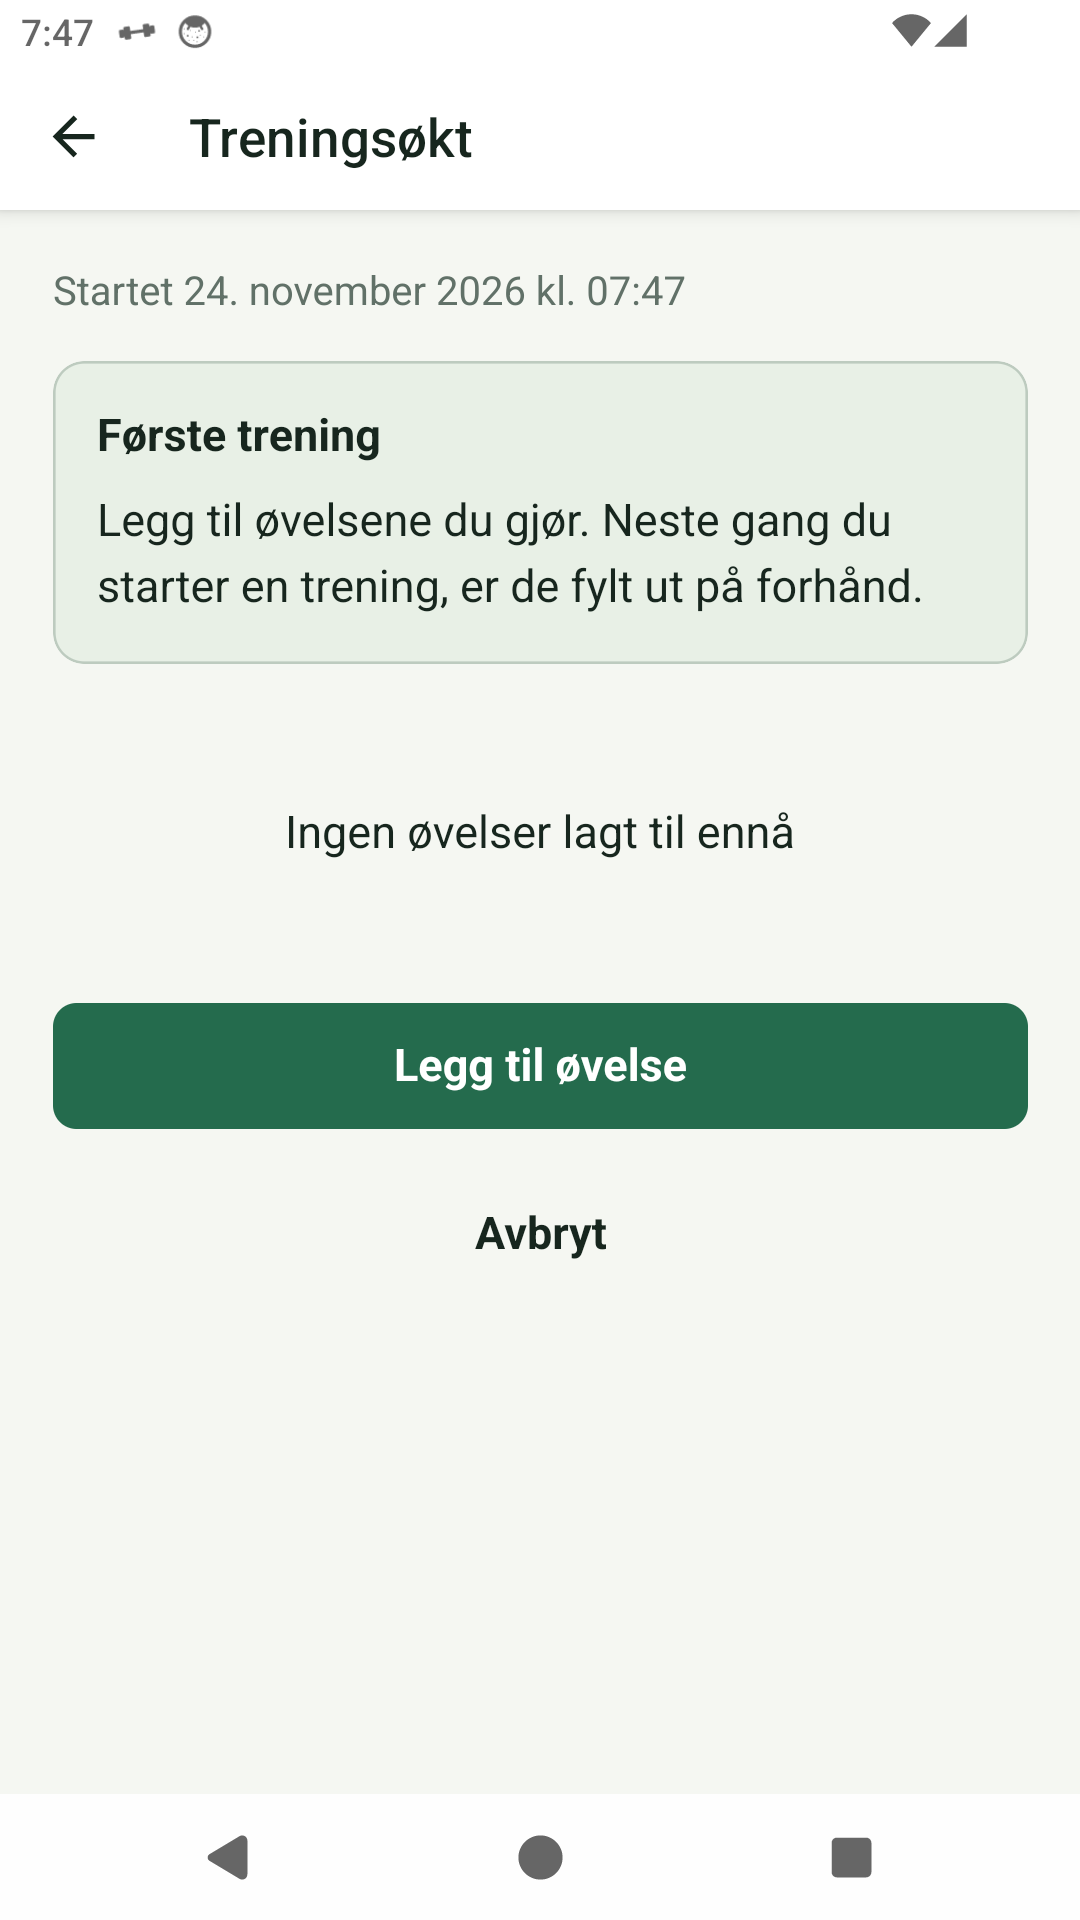 7:47
Treningsøkt
Startet 24. november 2026 kl. 07:47
Første trening
Legg til øvelsene du gjør. Neste gang du
starter en trening, er de fylt ut på forhånd.
Ingen øvelser lagt til ennå
Legg til øvelse
Avbryt